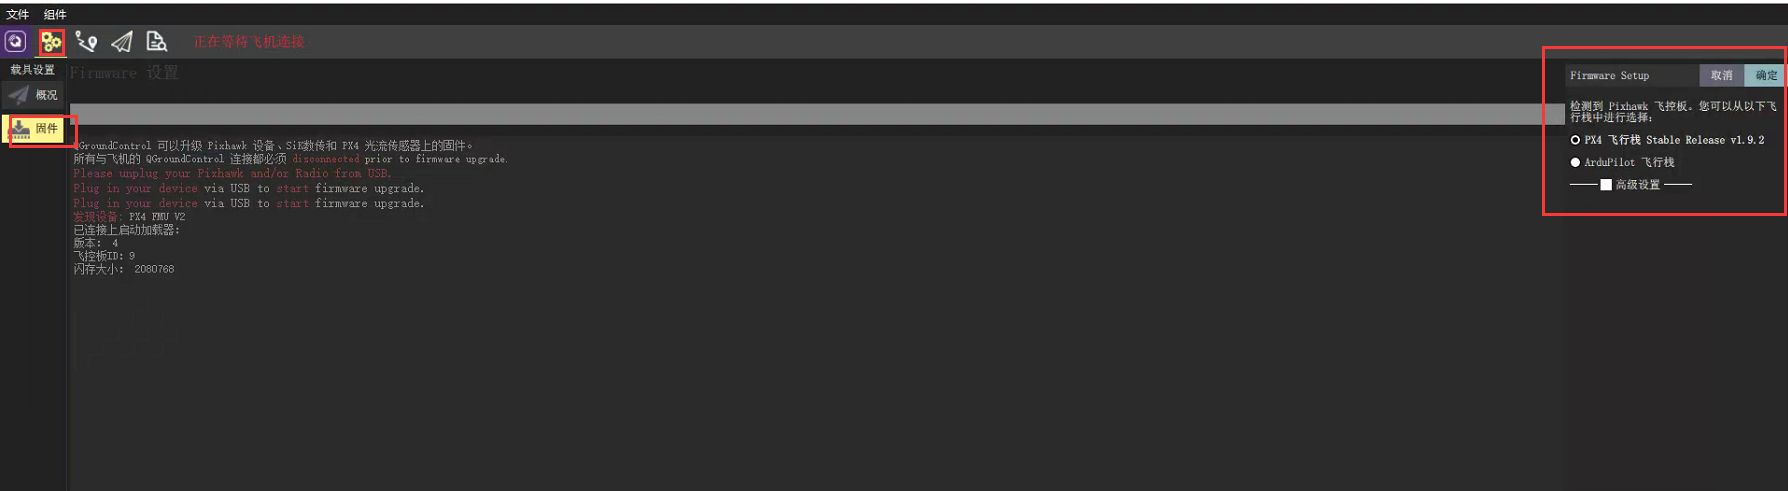 文件 组件
正在等待飞机连接
载具设置
Firmware 设置
概况
固件
QGroundControl 可以升级 Pixhawk 设备、SiK数传和 PX4 光流传感器上的固件。
所有与飞机的 QGroundControl 连接都必须 disconnected prior to firmware upgrade.
Please unplug your Pixhawk and/or Radio from USB.
Plug in your device via USB to start firmware upgrade.
Plug in your device via USB to start firmware upgrade.
发现设备: PX4 FMU V2
已连接上启动加载器:
版本: 4
飞控板ID: 9
闪存大小: 2080768
Firmware Setup 取消 确定
检测到 Pixhawk 飞控板。您可以从以下飞
行栈中进行选择:
PX4 飞行栈 Stable Release v1.9.2
ArduPilot 飞行栈
高级设置